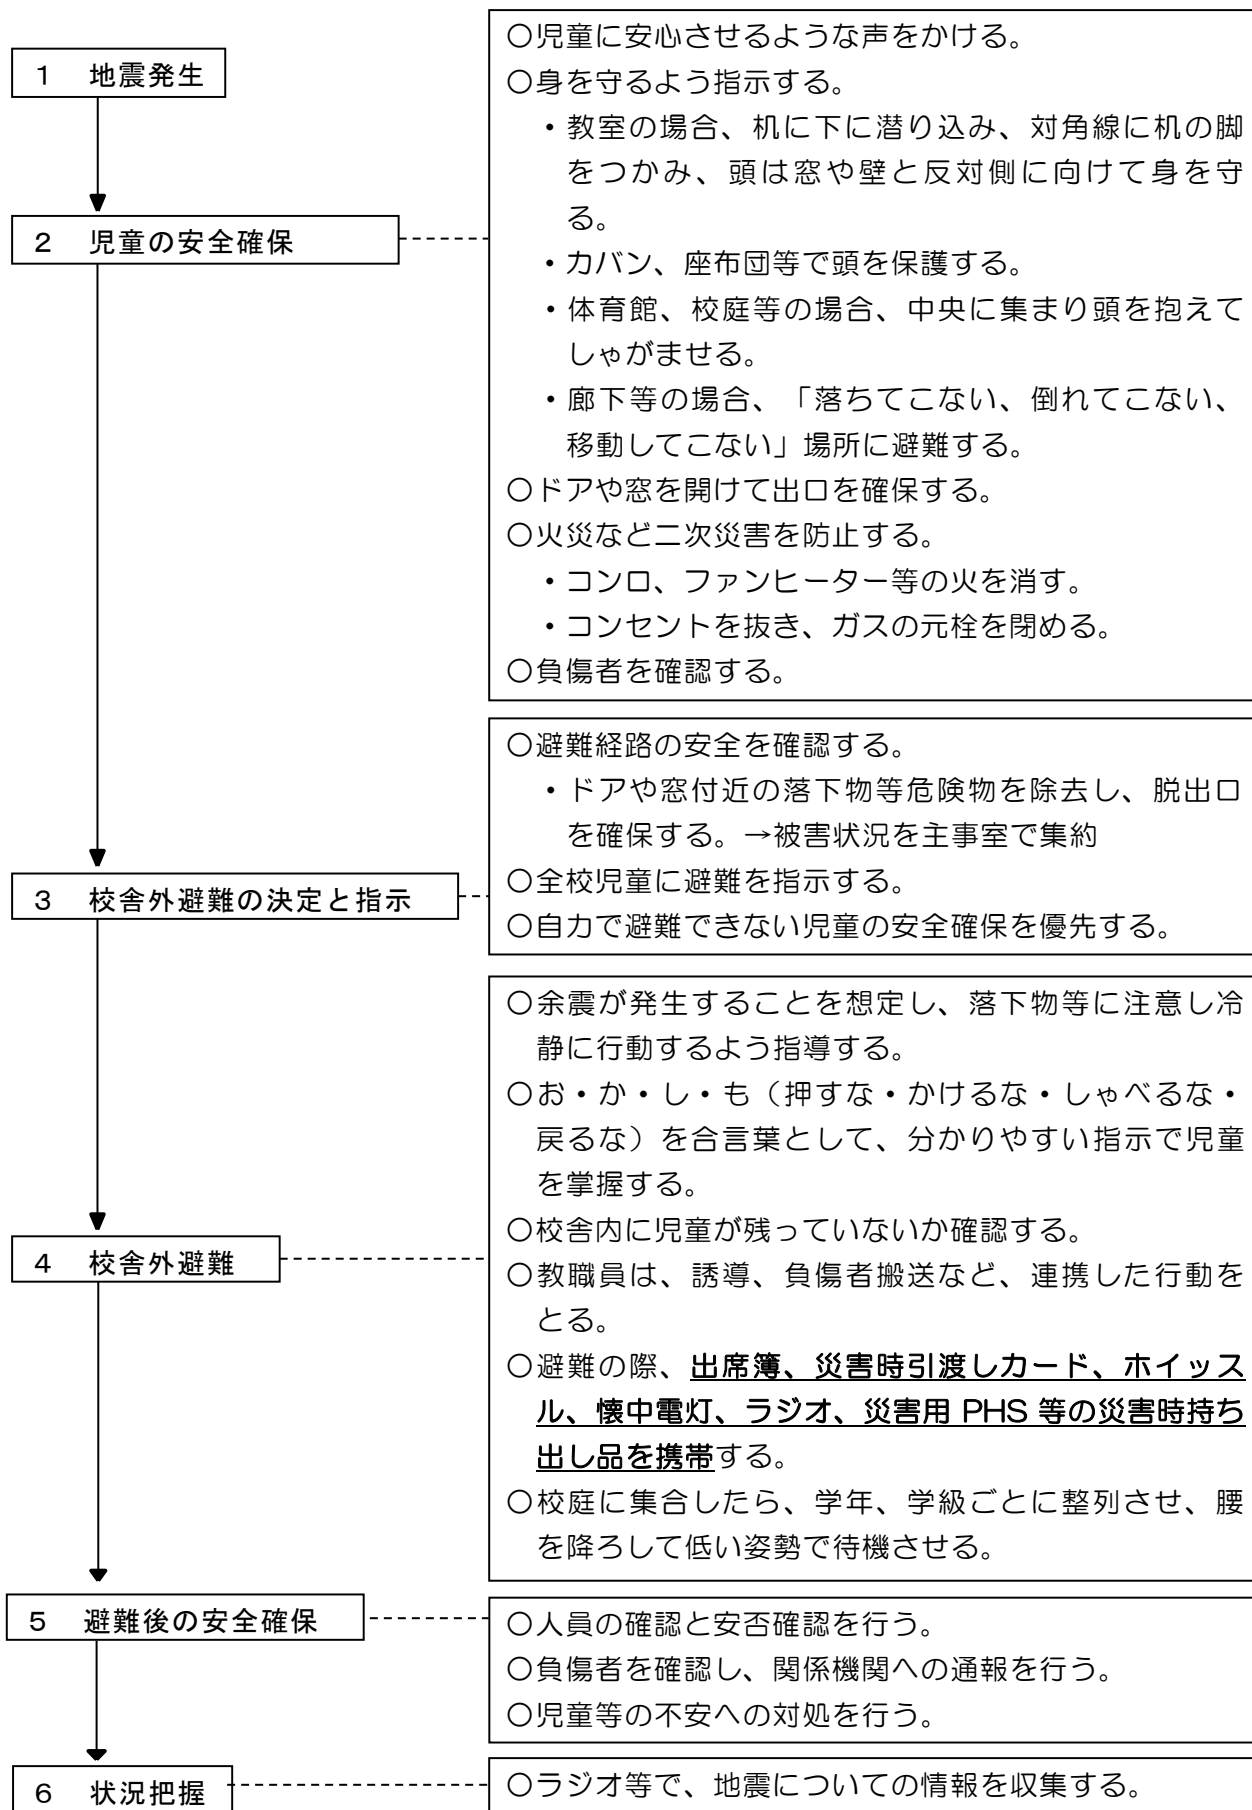 1　地震発生
○児童に安心させるような声をかける。
○身を守るよう指示する。
・教室の場合、机に下に潜り込み、対角線に机の脚
をつかみ、頭は窓や壁と反対側に向けて身を守
る。
2　児童の安全確保
・カバン、座布団等で頭を保護する。
・体育館、校庭等の場合、中央に集まり頭を抱えて
しゃがませる。
・廊下等の場合、「落ちてこない、倒れてこない、
移動してこない」場所に避難する。
○ドアや窓を開けて出口を確保する。
○火災など二次災害を防止する。
・コンロ、ファンヒーター等の火を消す。
・コンセントを抜き、ガスの元栓を閉める。
○負傷者を確認する。
○避難経路の安全を確認する。
・ドアや窓付近の落下物等危険物を除去し、脱出口
を確保する。→被害状況を主事室で集約
3　校舎外避難の決定と指示
○全校児童に避難を指示する。
○自力で避難できない児童の安全確保を優先する。
○余震が発生することを想定し、落下物等に注意し冷
静に行動するよう指導する。
○お・か・し・も（押すな・かけるな・しゃべるな・
戻るな）を合言葉として、分かりやすい指示で児童
を掌握する。
○校舎内に児童が残っていないか確認する。
4　校舎外避難
○教職員は、誘導、負傷者搬送など、連携した行動を
とる。
○避難の際、出席簿、災害時引渡しカード、ホイッス
ル、懐中電灯、ラジオ、災害用 PHS 等の災害時持ち
出し品を携帯する。
○校庭に集合したら、学年、学級ごとに整列させ、腰
を降ろして低い姿勢で待機させる。
5　避難後の安全確保
○人員の確認と安否確認を行う。
○負傷者を確認し、関係機関への通報を行う。
○児童等の不安への対処を行う。
6　状況把握
○ラジオ等で、地震についての情報を収集する。